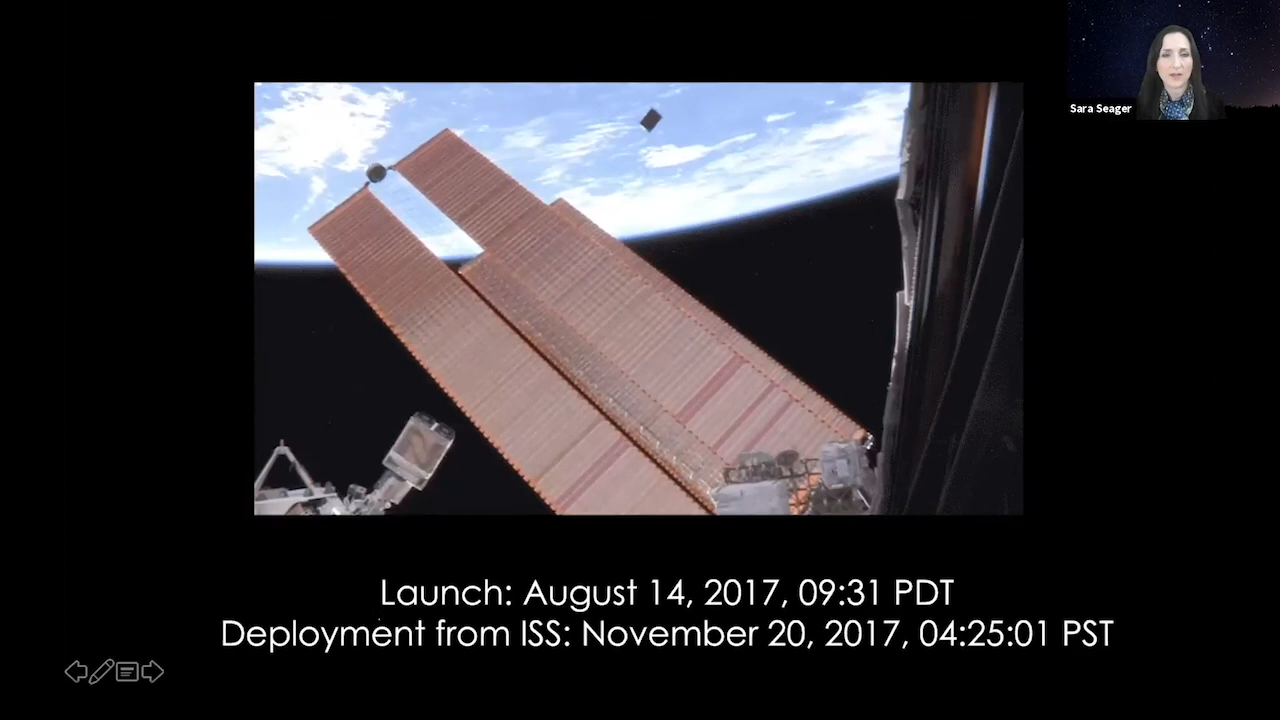 Sara Seager
Launch: August 14, 2017, 09:31 PDT
Deployment from ISS: November 20, 2017, 04:25:01 PST